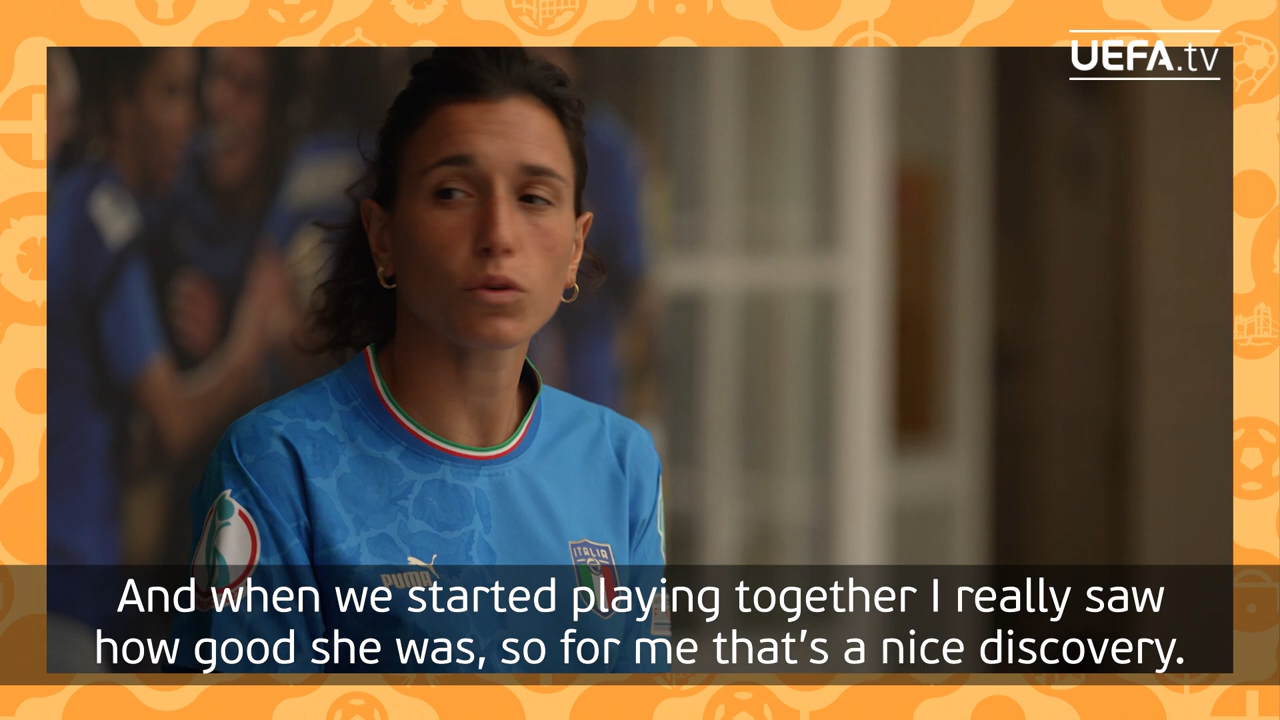 UEFA.tv
ITALIA
PUMA
And when we started playing together I really saw
how good she was, so for me that's a nice discovery.